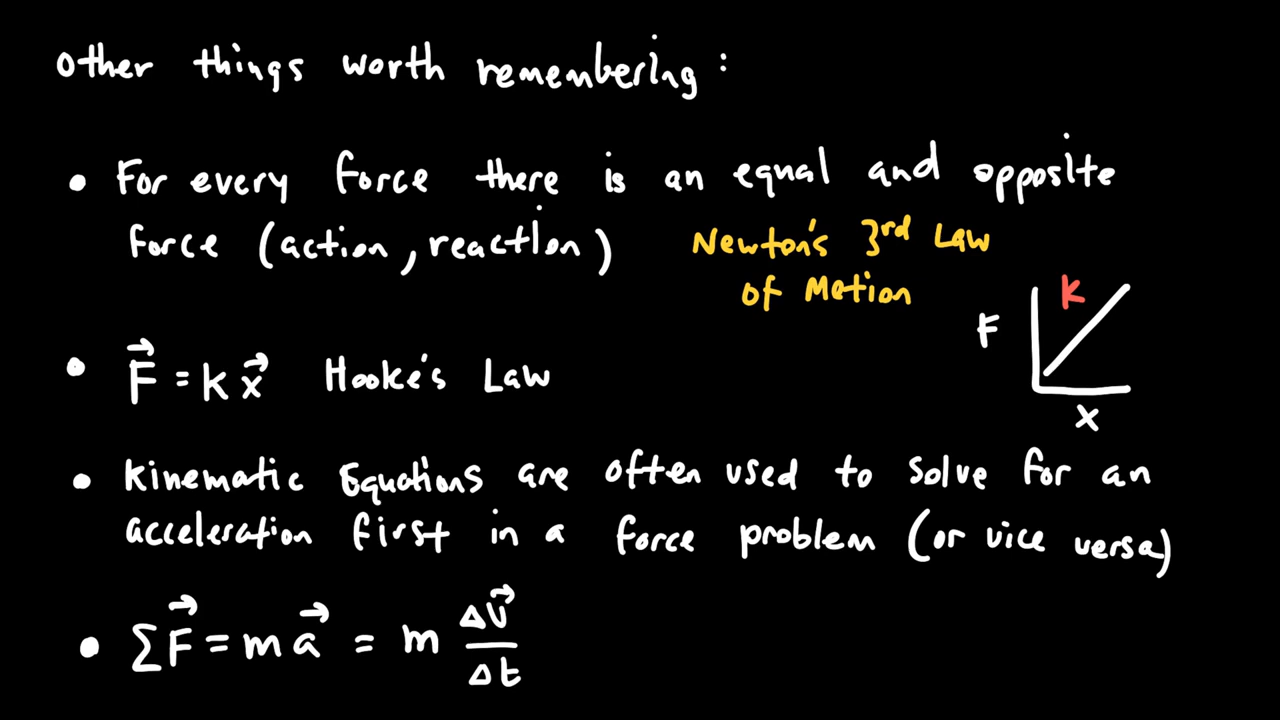 Other things worth remembering:
• For every force there is an equal and opposite
force (action, reaction)
Newton's 3rd Law
of Motion
K
F
X
• F⃗ = k x⃗ Hooke's Law
• Kinematic Equations are often used to solve for an
acceleration first in a force problem (or vice versa)
• ΣF⃗ = m a⃗ = m Δv⃗/Δt